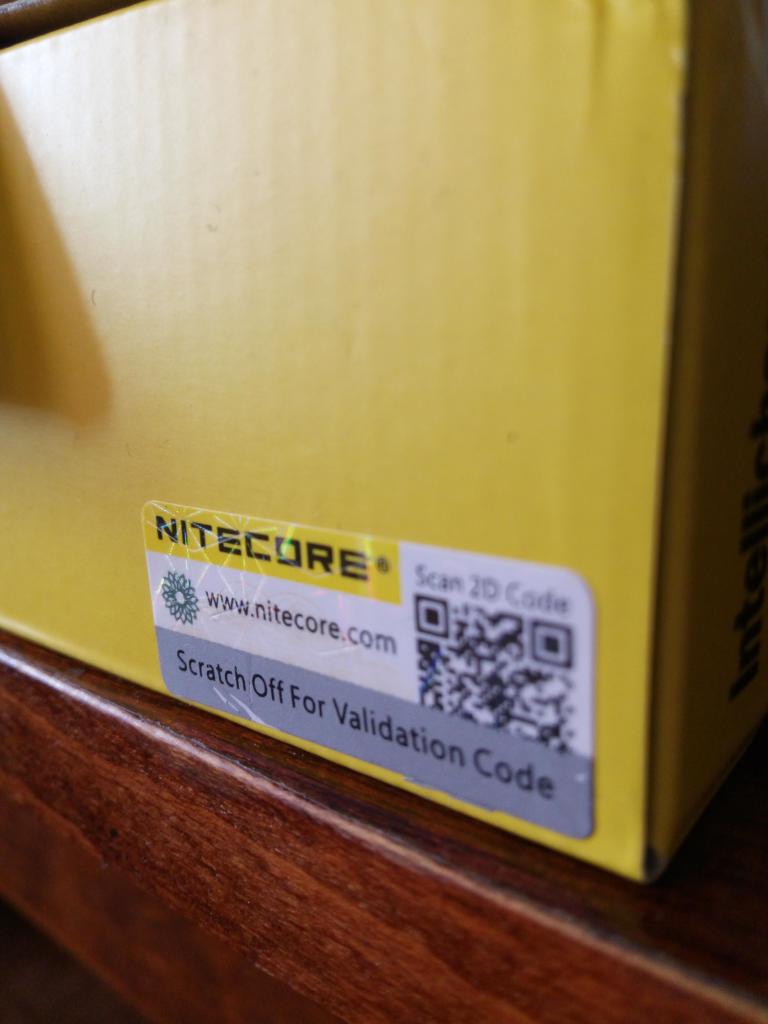 NITECORE®
www.nitecore.com
Scan 2D Code
Scratch Off For Validation Code